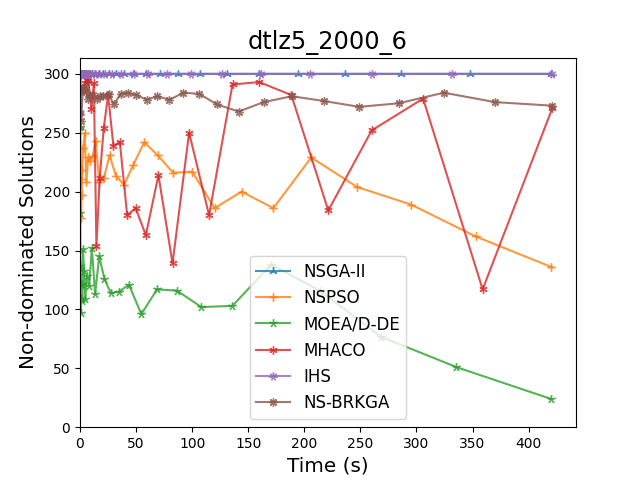 dtlz5_2000_6
Non-dominated Solutions
300
250
200
150
100
50
0
NSGA-II
NSPSO
MOEA/D-DE
MHACO
IHS
NS-BRKGA
0 50 100 150 200 250 300 350 400
Time (s)